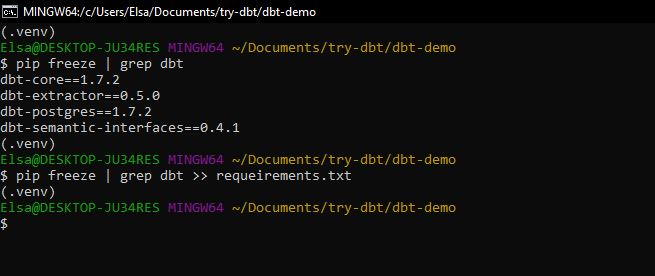 MINGW64:/c/Users/Elsa/Documents/try-dbt/dbt-demo
(.venv)
Elsa@DESKTOP-JU34RES MINGW64 ~/Documents/try-dbt/dbt-demo
$ pip freeze | grep dbt
dbt-core==1.7.2
dbt-extractor==0.5.0
dbt-postgres==1.7.2
dbt-semantic-interfaces==0.4.1
(.venv)
Elsa@DESKTOP-JU34RES MINGW64 ~/Documents/try-dbt/dbt-demo
$ pip freeze | grep dbt >> requeirements.txt
(.venv)
Elsa@DESKTOP-JU34RES MINGW64 ~/Documents/try-dbt/dbt-demo
$